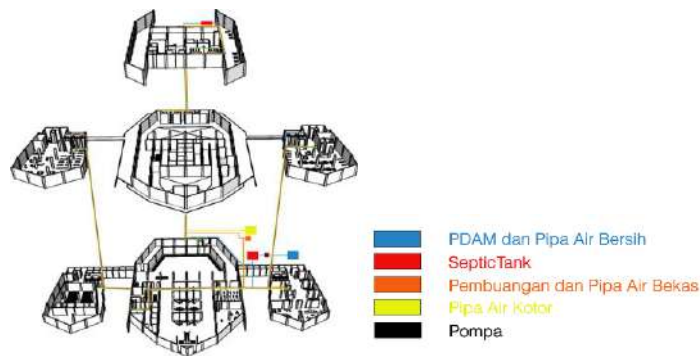 PDAM dan Pipa Air Bersih
SepticTank
Pembuangan dan Pipa Air Bekas
Pipa Air Kotor
Pompa